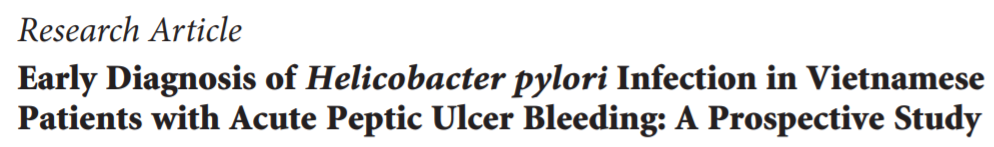 Research Article
Early Diagnosis of Helicobacter pylori Infection in Vietnamese
Patients with Acute Peptic Ulcer Bleeding: A Prospective Study